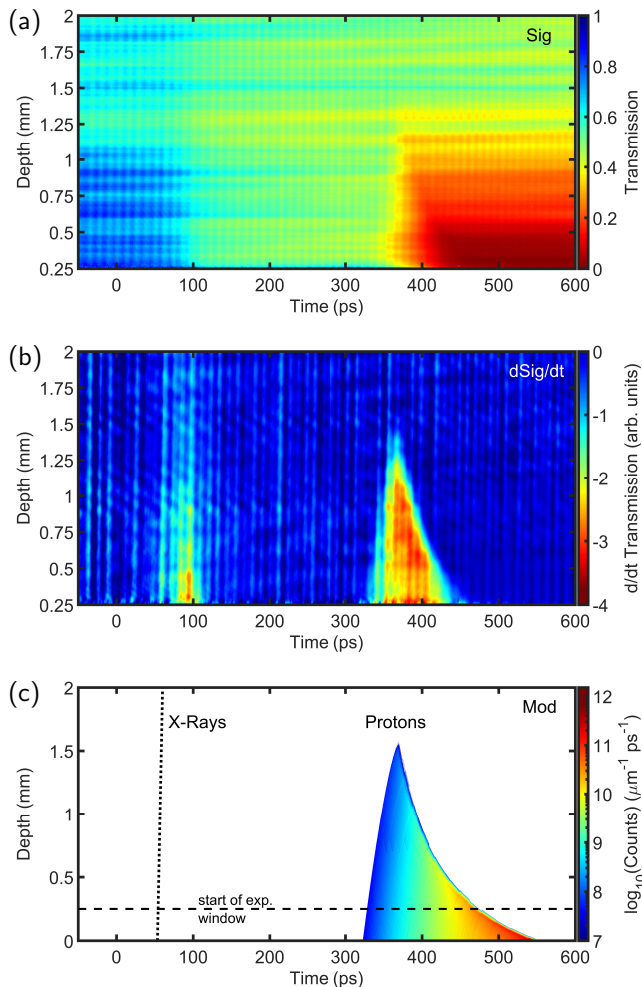 (a)
Sig
2
1.75
1.5
1.25
1
0.75
0.5
0.25
Depth (mm)
0 100 200 300 400 500 600
Time (ps)
1
0.8
0.6
0.4
0.2
0
Transmission
(b)
dSig/dt
2
1.75
1.5
1.25
1
0.75
0.5
0.25
Depth (mm)
0 100 200 300 400 500 600
Time (ps)
0
-1
-2
-3
-4
d/dt Transmission (arb. units)
(c)
Mod
X-Rays
Protons
start of exp.
window
2
1.5
1
0.5
0
Depth (mm)
0 100 200 300 400 500 600
Time (ps)
12
11
10
9
8
7
log₁₀(Counts) (μm⁻¹ ps⁻¹)